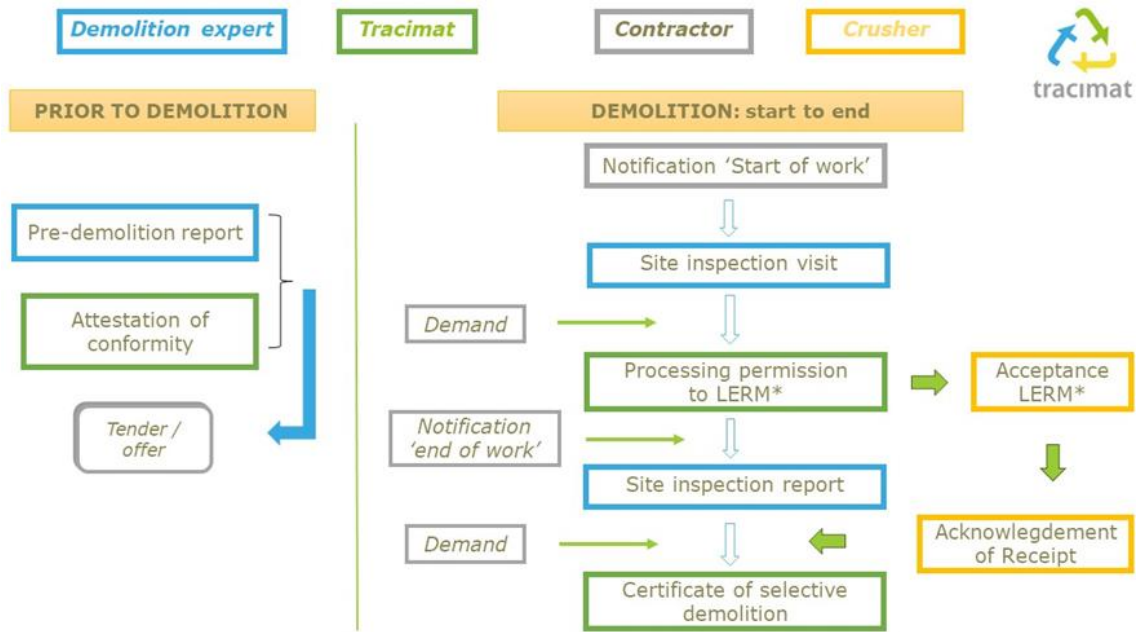 Demolition expert
Tracimat
Contractor
Crusher
tracimat
PRIOR TO DEMOLITION
DEMOLITION: start to end
Notification ‘Start of work’
Pre-demolition report
Site inspection visit
Attestation of
conformity
Demand
Processing permission
to LERM*
Acceptance
LERM*
Tender /
offer
Notification
‘end of work’
Site inspection report
Demand
Acknowlegdement
of Receipt
Certificate of selective
demolition